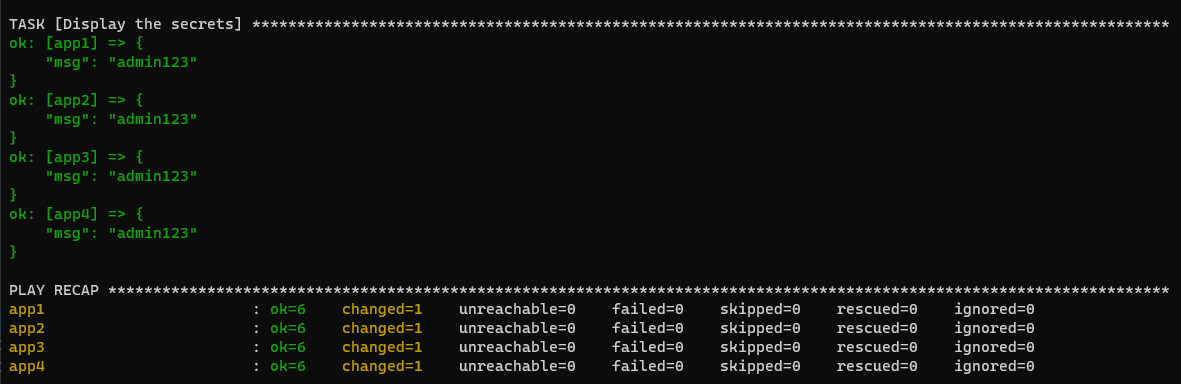 TASK [Display the secrets] ******************************************************************************************************
ok: [app1] => {
    "msg": "admin123"
}
ok: [app2] => {
    "msg": "admin123"
}
ok: [app3] => {
    "msg": "admin123"
}
ok: [app4] => {
    "msg": "admin123"
}
PLAY RECAP **********************************************************************************************************************
app1                       : ok=6    changed=1    unreachable=0    failed=0    skipped=0    rescued=0    ignored=0
app2                       : ok=6    changed=1    unreachable=0    failed=0    skipped=0    rescued=0    ignored=0
app3                       : ok=6    changed=1    unreachable=0    failed=0    skipped=0    rescued=0    ignored=0
app4                       : ok=6    changed=1    unreachable=0    failed=0    skipped=0    rescued=0    ignored=0